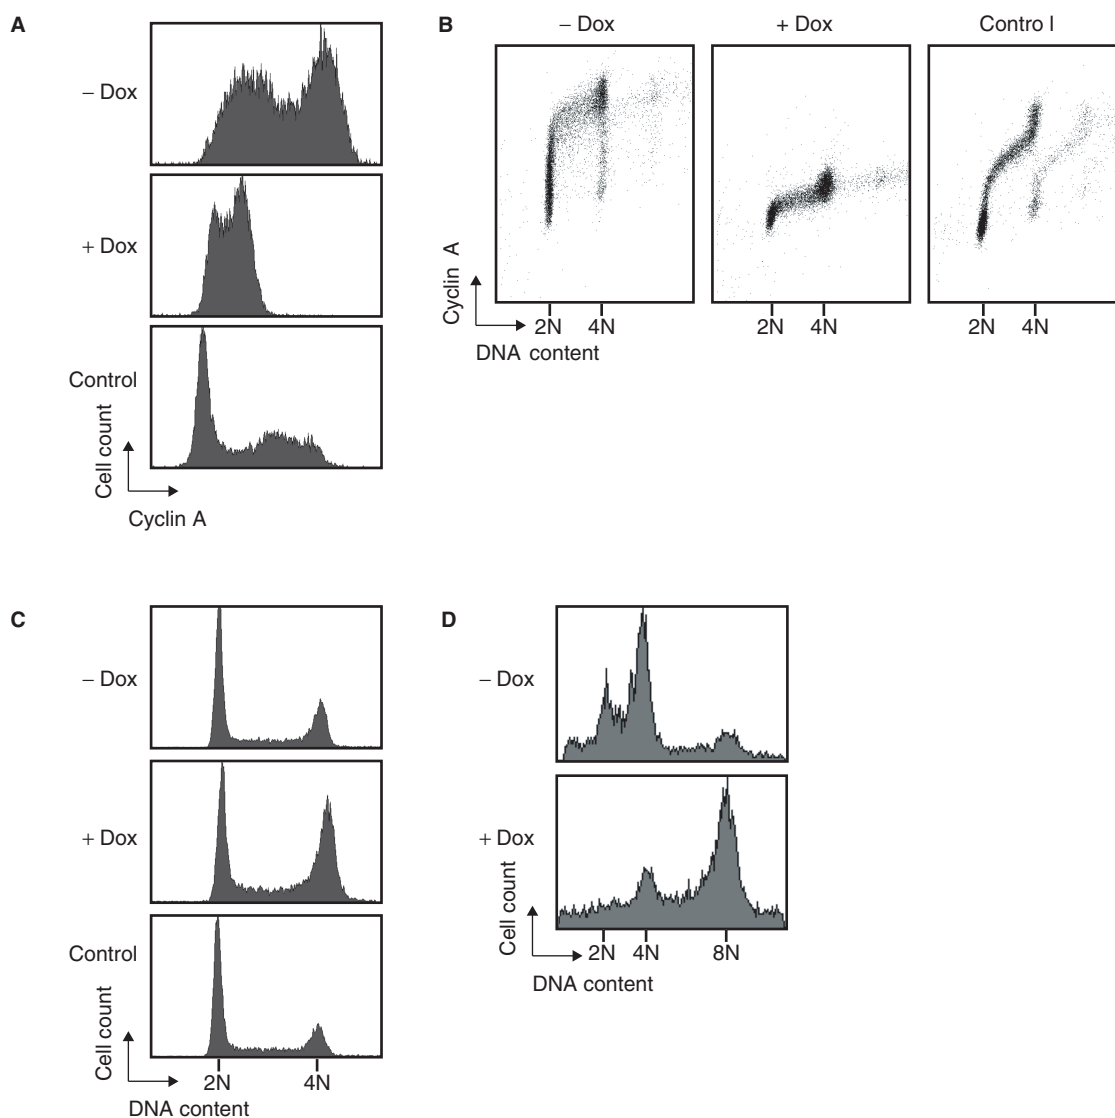 A
− Dox
+ Dox
Control
Cell count
Cyclin A
B
− Dox
+ Dox
Contro l
Cyclin A
2N 4N
2N 4N
2N 4N
DNA content
C
− Dox
+ Dox
Control
Cell count
2N 4N
DNA content
D
− Dox
+ Dox
Cell count
2N 4N 8N
DNA content